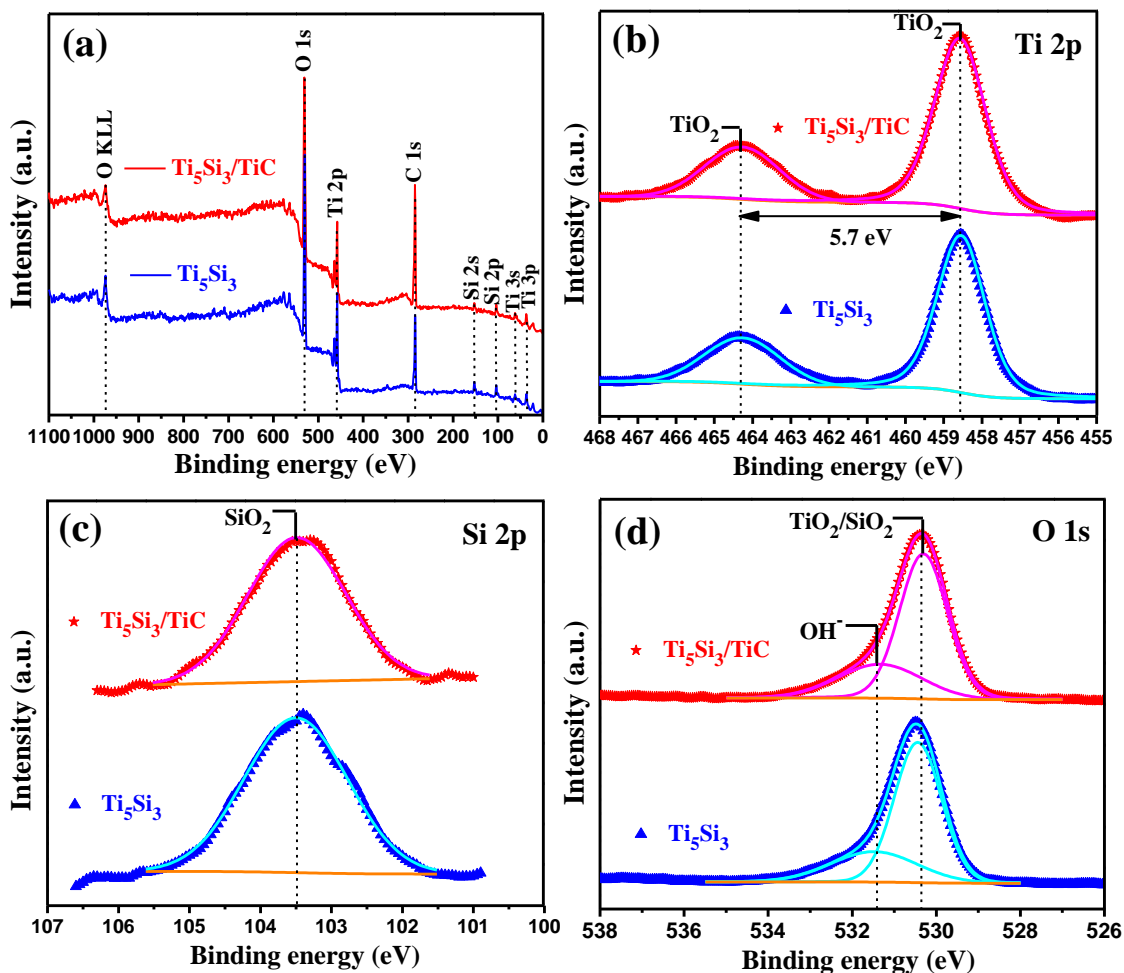 (a)
O KLL
O 1s
Ti 2p
C 1s
Si 2s
Si 2p
Ti 3s
Ti 3p
Ti₅Si₃/TiC
Ti₅Si₃
Intensity (a.u.)
1100 1000 900 800 700 600 500 400 300 200 100 0
Binding energy (eV)
(b)
Ti 2p
TiO₂
TiO₂
Ti₅Si₃/TiC
5.7 eV
Ti₅Si₃
Intensity (a.u.)
468 467 466 465 464 463 462 461 460 459 458 457 456 455
Binding energy (eV)
(c)
Si 2p
SiO₂
Ti₅Si₃/TiC
Ti₅Si₃
Intensity (a.u.)
107 106 105 104 103 102 101 100
Binding energy (eV)
(d)
O 1s
TiO₂/SiO₂
OH⁻
Ti₅Si₃/TiC
Ti₅Si₃
Intensity (a.u.)
538 536 534 532 530 528 526
Binding energy (eV)